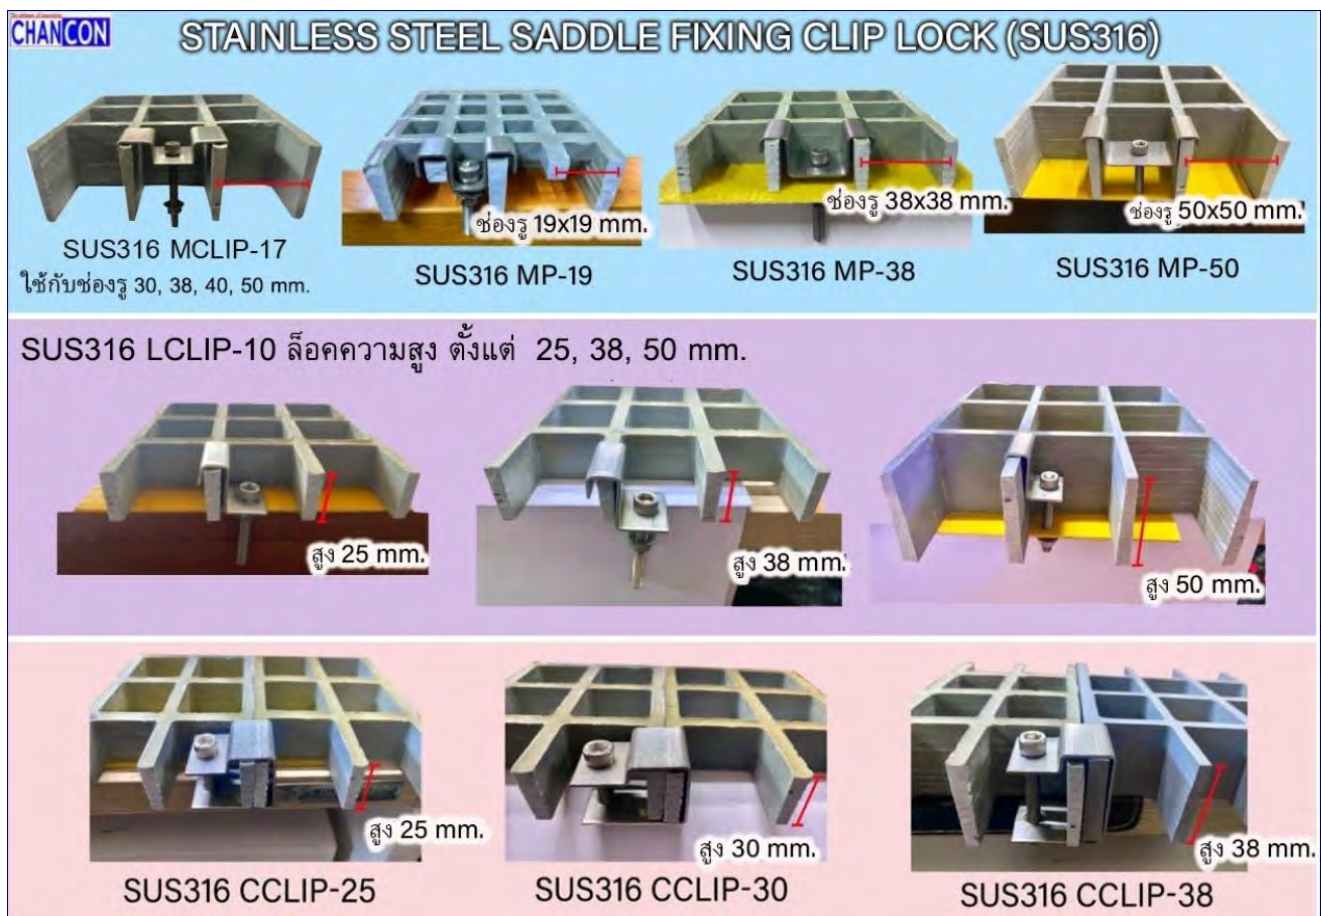 CHANCON
STAINLESS STEEL SADDLE FIXING CLIP LOCK (SUS316)
SUS316 MCLIP-17
ใช้กับช่องรู 30, 38, 40, 50 mm.
ช่องรู 19x19 mm.
SUS316 MP-19
ช่องรู 38x38 mm.
SUS316 MP-38
ช่องรู 50x50 mm.
SUS316 MP-50
SUS316 LCLIP-10 ล็อคความสูง ตั้งแต่ 25, 38, 50 mm.
สูง 25 mm.
สูง 38 mm.
สูง 50 mm.
สูง 25 mm.
SUS316 CCLIP-25
สูง 30 mm.
SUS316 CCLIP-30
สูง 38 mm.
SUS316 CCLIP-38